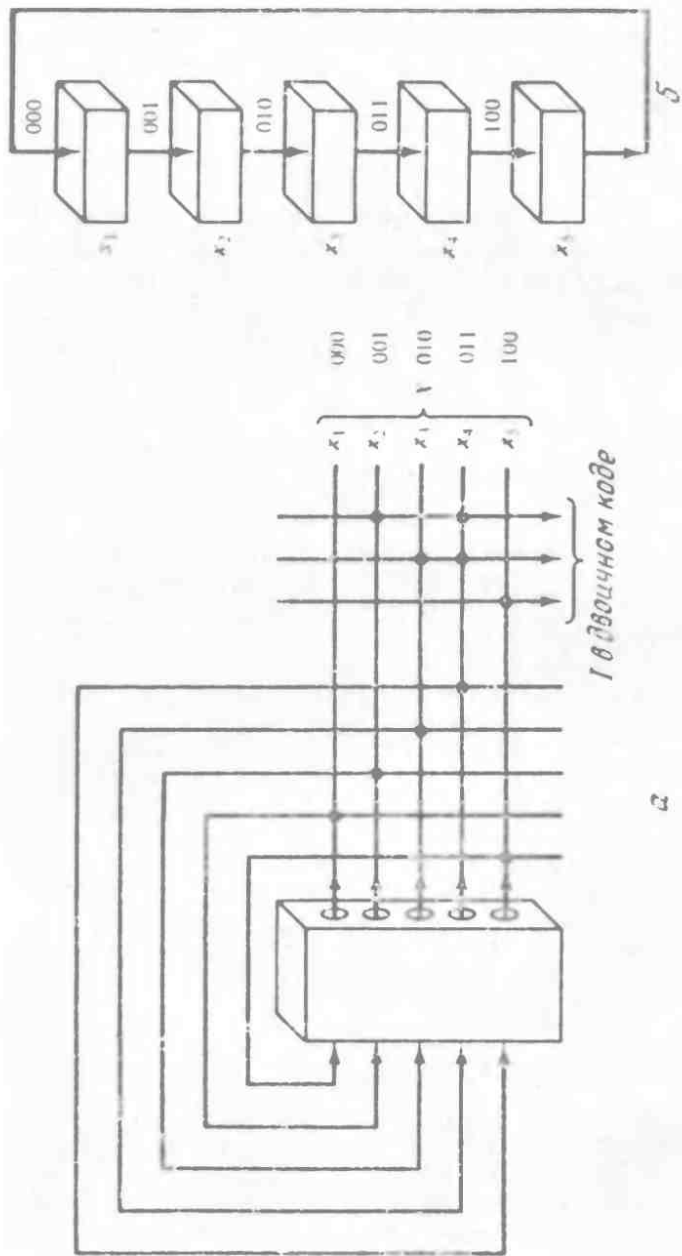 000
x₁
001
x₂
010
x₃
011
x₄
100
x₅
б
x₁ 000
x₂ 001
x₃ 010
x₄ 011
x₅ 100
I в двоичном коде
а